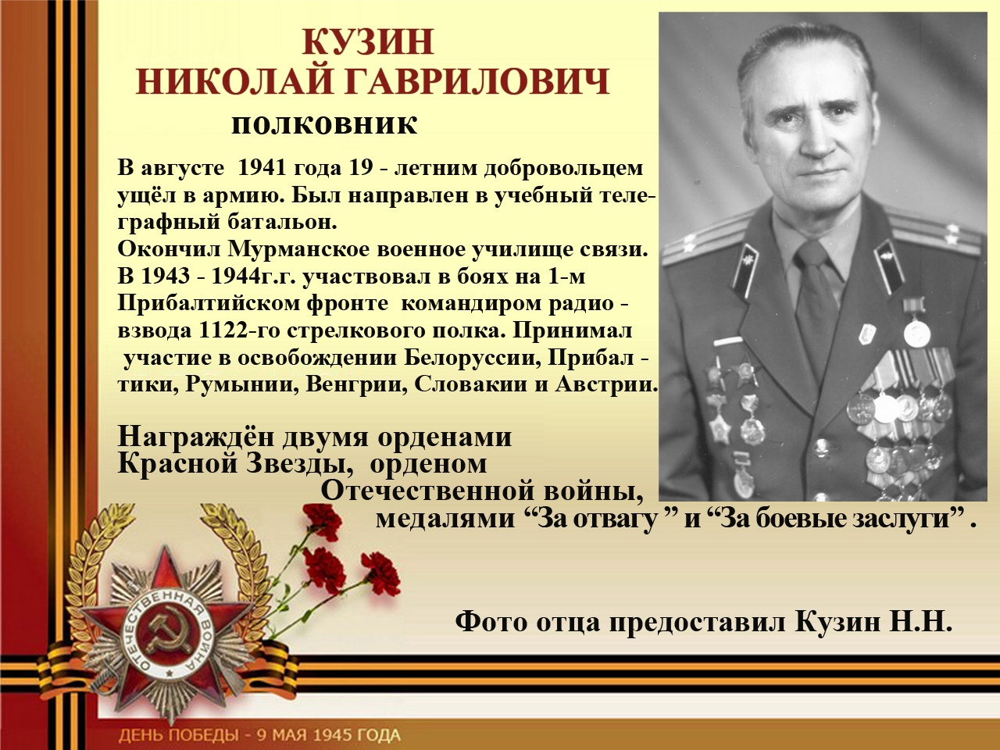 КУЗИН
НИКОЛАЙ ГАВРИЛОВИЧ
полковник
В августе 1941 года 19 - летним добровольцем
ущёл в армию. Был направлен в учебный теле-
графный батальон.
Окончил Мурманское военное училище связи.
В 1943 - 1944г.г. участвовал в боях на 1-м
Прибалтийском фронте командиром радио -
взвода 1122-го стрелкового полка. Принимал
участие в освобождении Белоруссии, Прибал -
тики, Румынии, Венгрии, Словакии и Австрии.
Награждён двумя орденами
Красной Звезды, орденом
Отечественной войны,
медалями “За отвагу ” и “За боевые заслуги” .
Фото отца предоставил Кузин Н.Н.
ОТЕЧЕСТВЕННАЯ ВОЙНА
ДЕНЬ ПОБЕДЫ - 9 МАЯ 1945 ГОДА